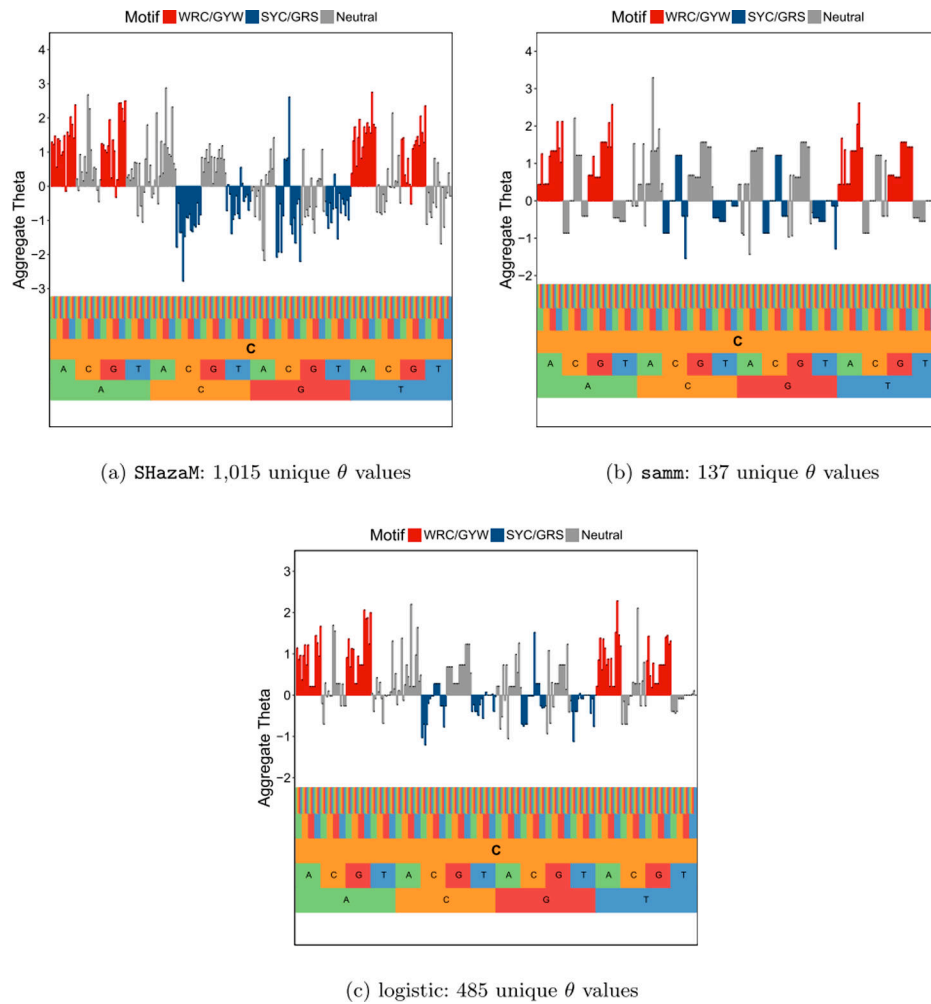 Motif WRC/GYW SYC/GRS Neutral
4
3
2
1
0
−1
−2
−3
Aggregate Theta
C
A C G T A C G T A C G T A C G T
A C G T
(a) SHazaM: 1,015 unique θ values
Motif WRC/GYW SYC/GRS Neutral
4
3
2
1
0
−1
−2
Aggregate Theta
C
A C G T A C G T A C G T A C G T
A C G T
(b) samm: 137 unique θ values
Motif WRC/GYW SYC/GRS Neutral
3
2
1
0
−1
−2
Aggregate Theta
C
A C G T A C G T A C G T A C G T
A C G T
(c) logistic: 485 unique θ values